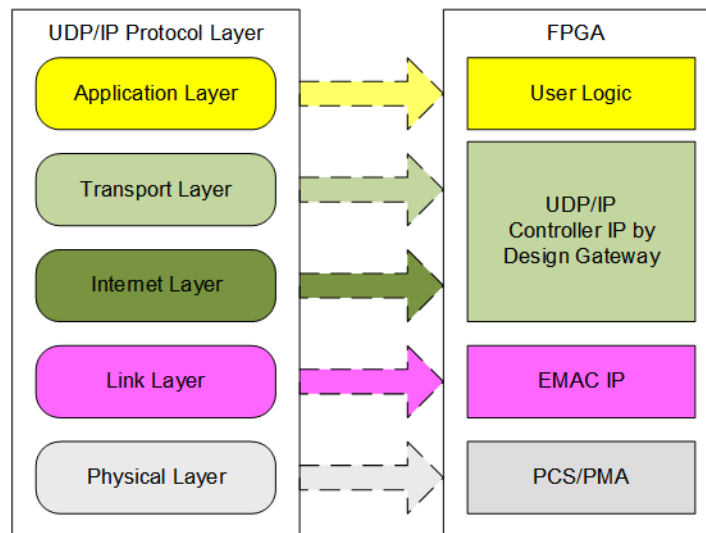 UDP/IP Protocol Layer
Application Layer
Transport Layer
Internet Layer
Link Layer
Physical Layer
FPGA
User Logic
UDP/IP
Controller IP by
Design Gateway
EMAC IP
PCS/PMA